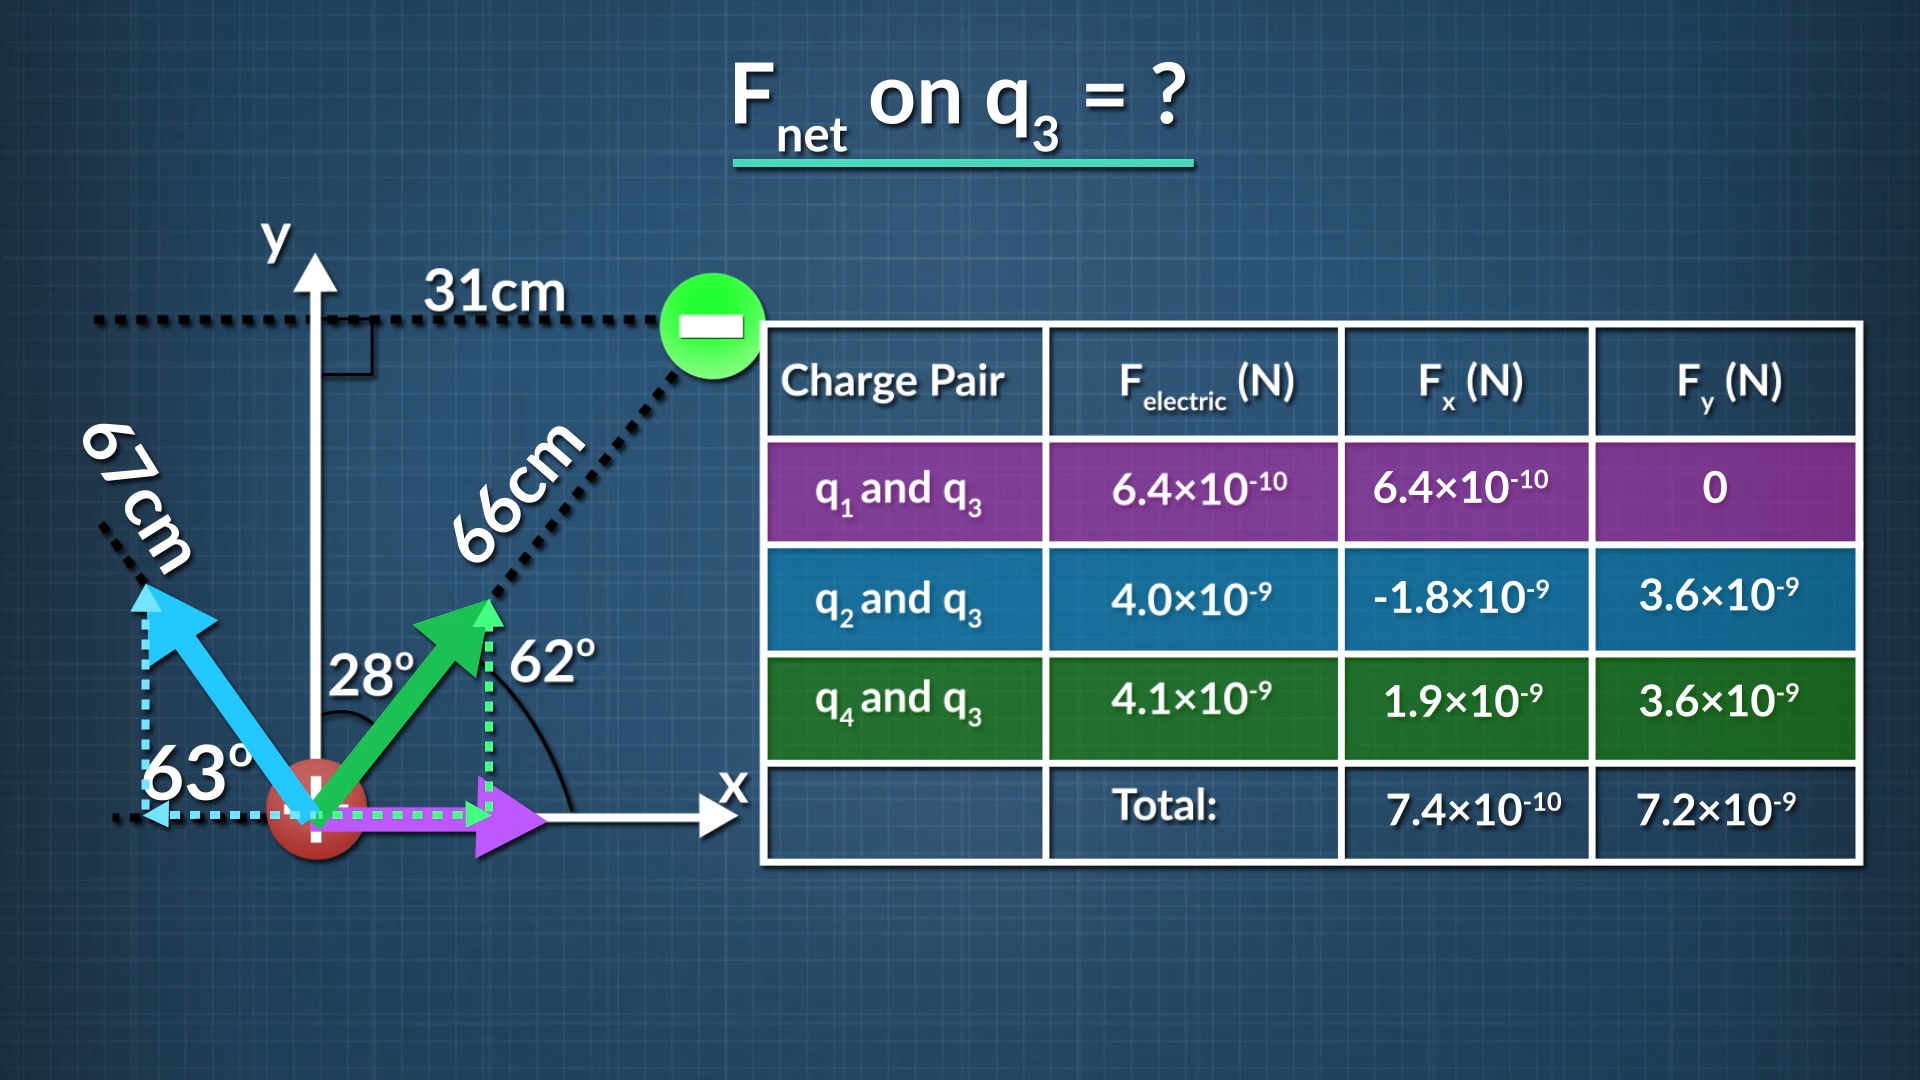 Fnet on q3 = ?
y
31cm
67cm
66cm
28º
62º
63º
x
Charge Pair Felectric (N) Fx (N) Fy (N)
q1 and q3 6.4×10⁻¹⁰ 6.4×10⁻¹⁰ 0
q2 and q3 4.0×10⁻⁹ -1.8×10⁻⁹ 3.6×10⁻⁹
q4 and q3 4.1×10⁻⁹ 1.9×10⁻⁹ 3.6×10⁻⁹
Total: 7.4×10⁻¹⁰ 7.2×10⁻⁹